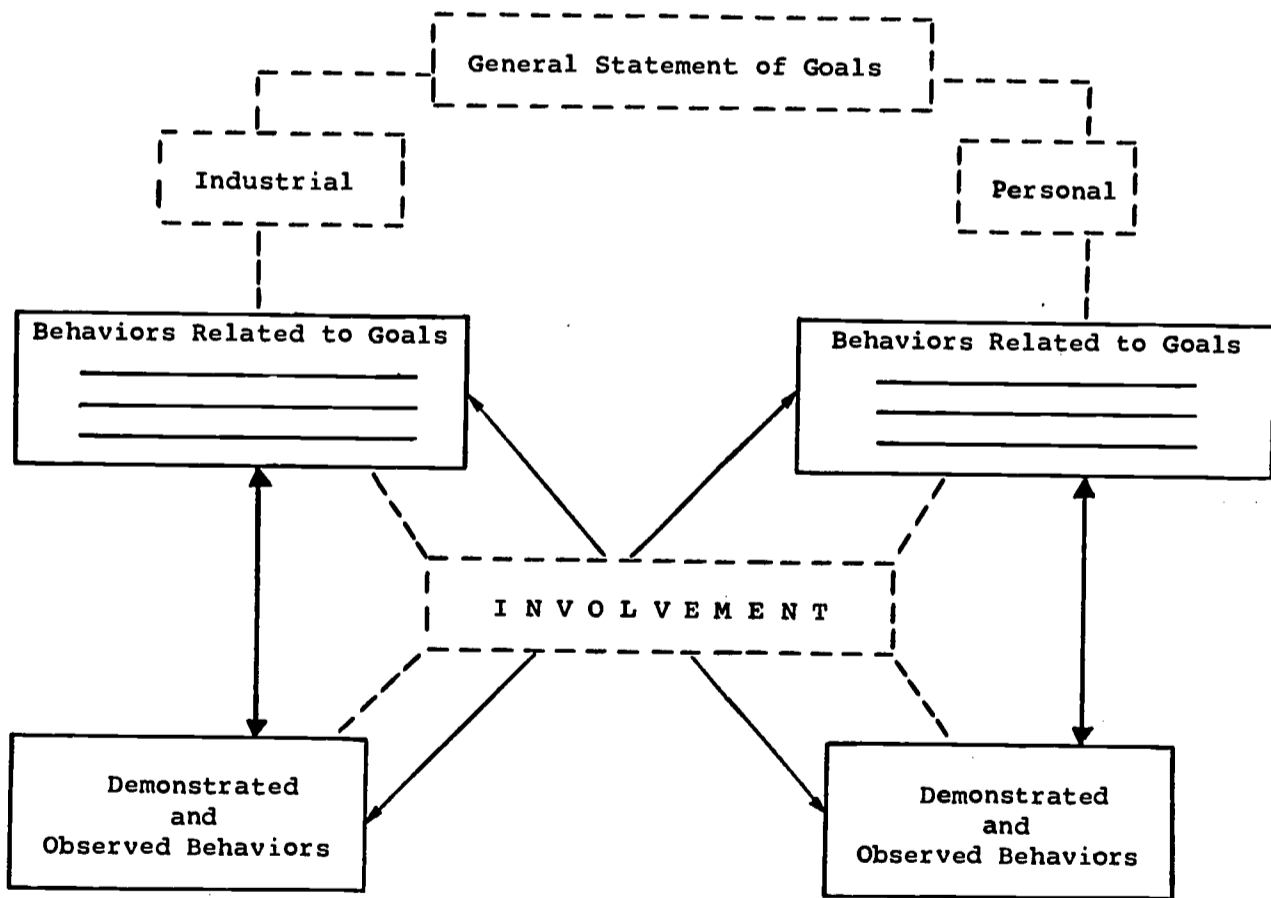 General Statement of Goals
Industrial
Personal
Behaviors Related to Goals
Behaviors Related to Goals
I N V O L V E M E N T
Demonstrated
and
Observed Behaviors
Demonstrated
and
Observed Behaviors